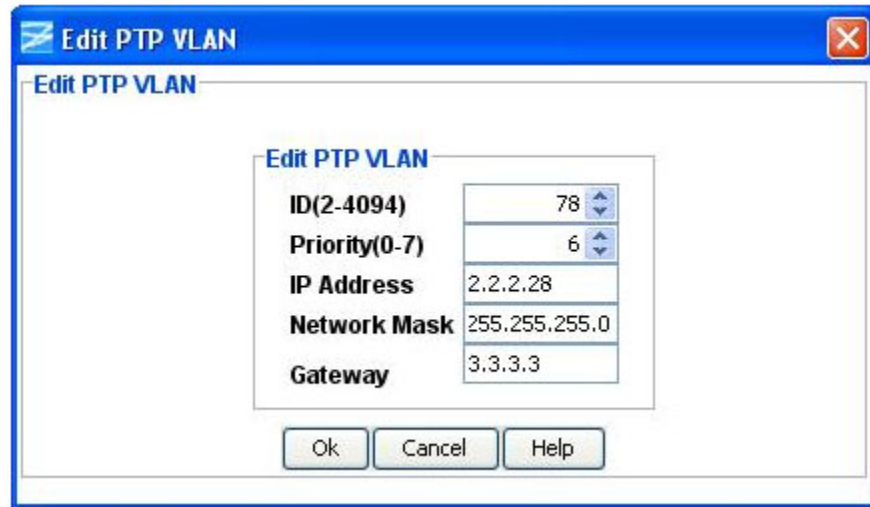 Edit PTP VLAN
Edit PTP VLAN
Edit PTP VLAN
ID(2-4094) 78
Priority(0-7) 6
IP Address 2.2.2.28
Network Mask 255.255.255.0
Gateway 3.3.3.3
Ok Cancel Help